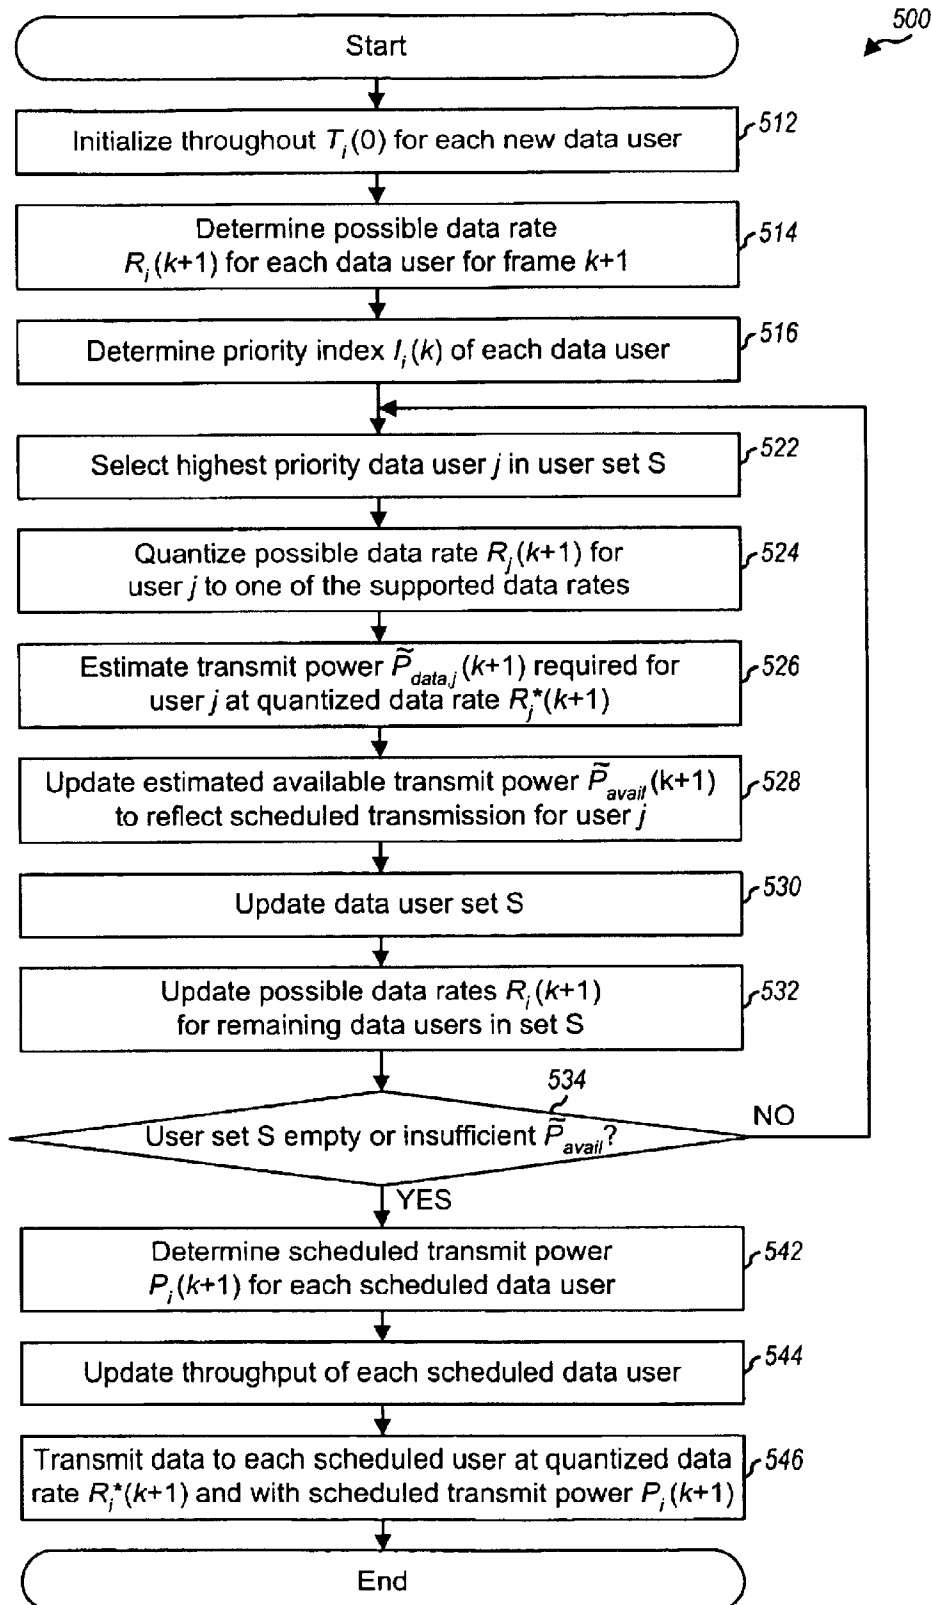 500
Start
Initialize throughout T_i(0) for each new data user
512
Determine possible data rate
R_i(k+1) for each data user for frame k+1
514
Determine priority index I_i(k) of each data user
516
Select highest priority data user j in user set S
522
Quantize possible data rate R_j(k+1) for
user j to one of the supported data rates
524
Estimate transmit power P̃_data,j(k+1) required for
user j at quantized data rate R_j*(k+1)
526
Update estimated available transmit power P̃_avail(k+1)
to reflect scheduled transmission for user j
528
Update data user set S
530
Update possible data rates R_i(k+1)
for remaining data users in set S
532
534
User set S empty or insufficient P̃_avail?
NO
YES
Determine scheduled transmit power
P_i(k+1) for each scheduled data user
542
Update throughput of each scheduled data user
544
Transmit data to each scheduled user at quantized data
rate R_i*(k+1) and with scheduled transmit power P_i(k+1)
546
End